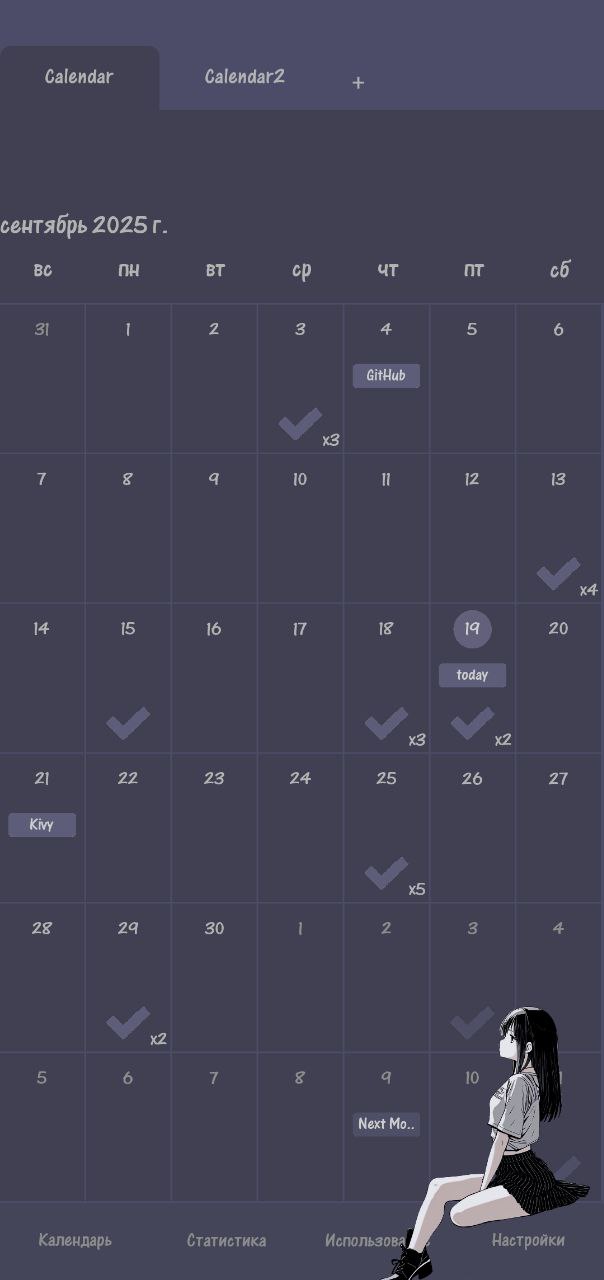 Calendar Calendar2 +
сентябрь 2025 г.
вс пн вт ср чт пт сб
31 1 2 3 4 5 6
GitHub
x3
7 8 9 10 11 12 13
x4
14 15 16 17 18 19 20
today
x3 x2
21 22 23 24 25 26 27
Kivy
x5
28 29 30 1 2 3 4
x2
5 6 7 8 9 10
Next Mo..
Календарь Статистика Настройки